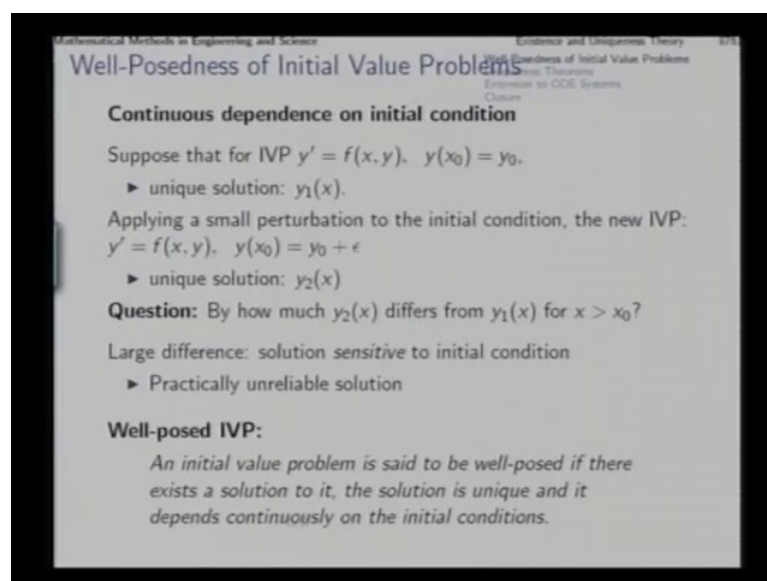 Mathematical Methods in Engineering and Science
Existence and Uniqueness Theory
Well-Posedness of Initial Value Problems
of Initial Value Problems
Theorems
Extension to ODE Systems
Closure
Continuous dependence on initial condition
Suppose that for IVP y′ = f(x, y), y(x₀) = y₀,
▶ unique solution: y₁(x).
Applying a small perturbation to the initial condition, the new IVP:
y′ = f(x, y), y(x₀) = y₀ + ϵ
▶ unique solution: y₂(x)
Question: By how much y₂(x) differs from y₁(x) for x > x₀?
Large difference: solution sensitive to initial condition
▶ Practically unreliable solution
Well-posed IVP:
An initial value problem is said to be well-posed if there
exists a solution to it, the solution is unique and it
depends continuously on the initial conditions.